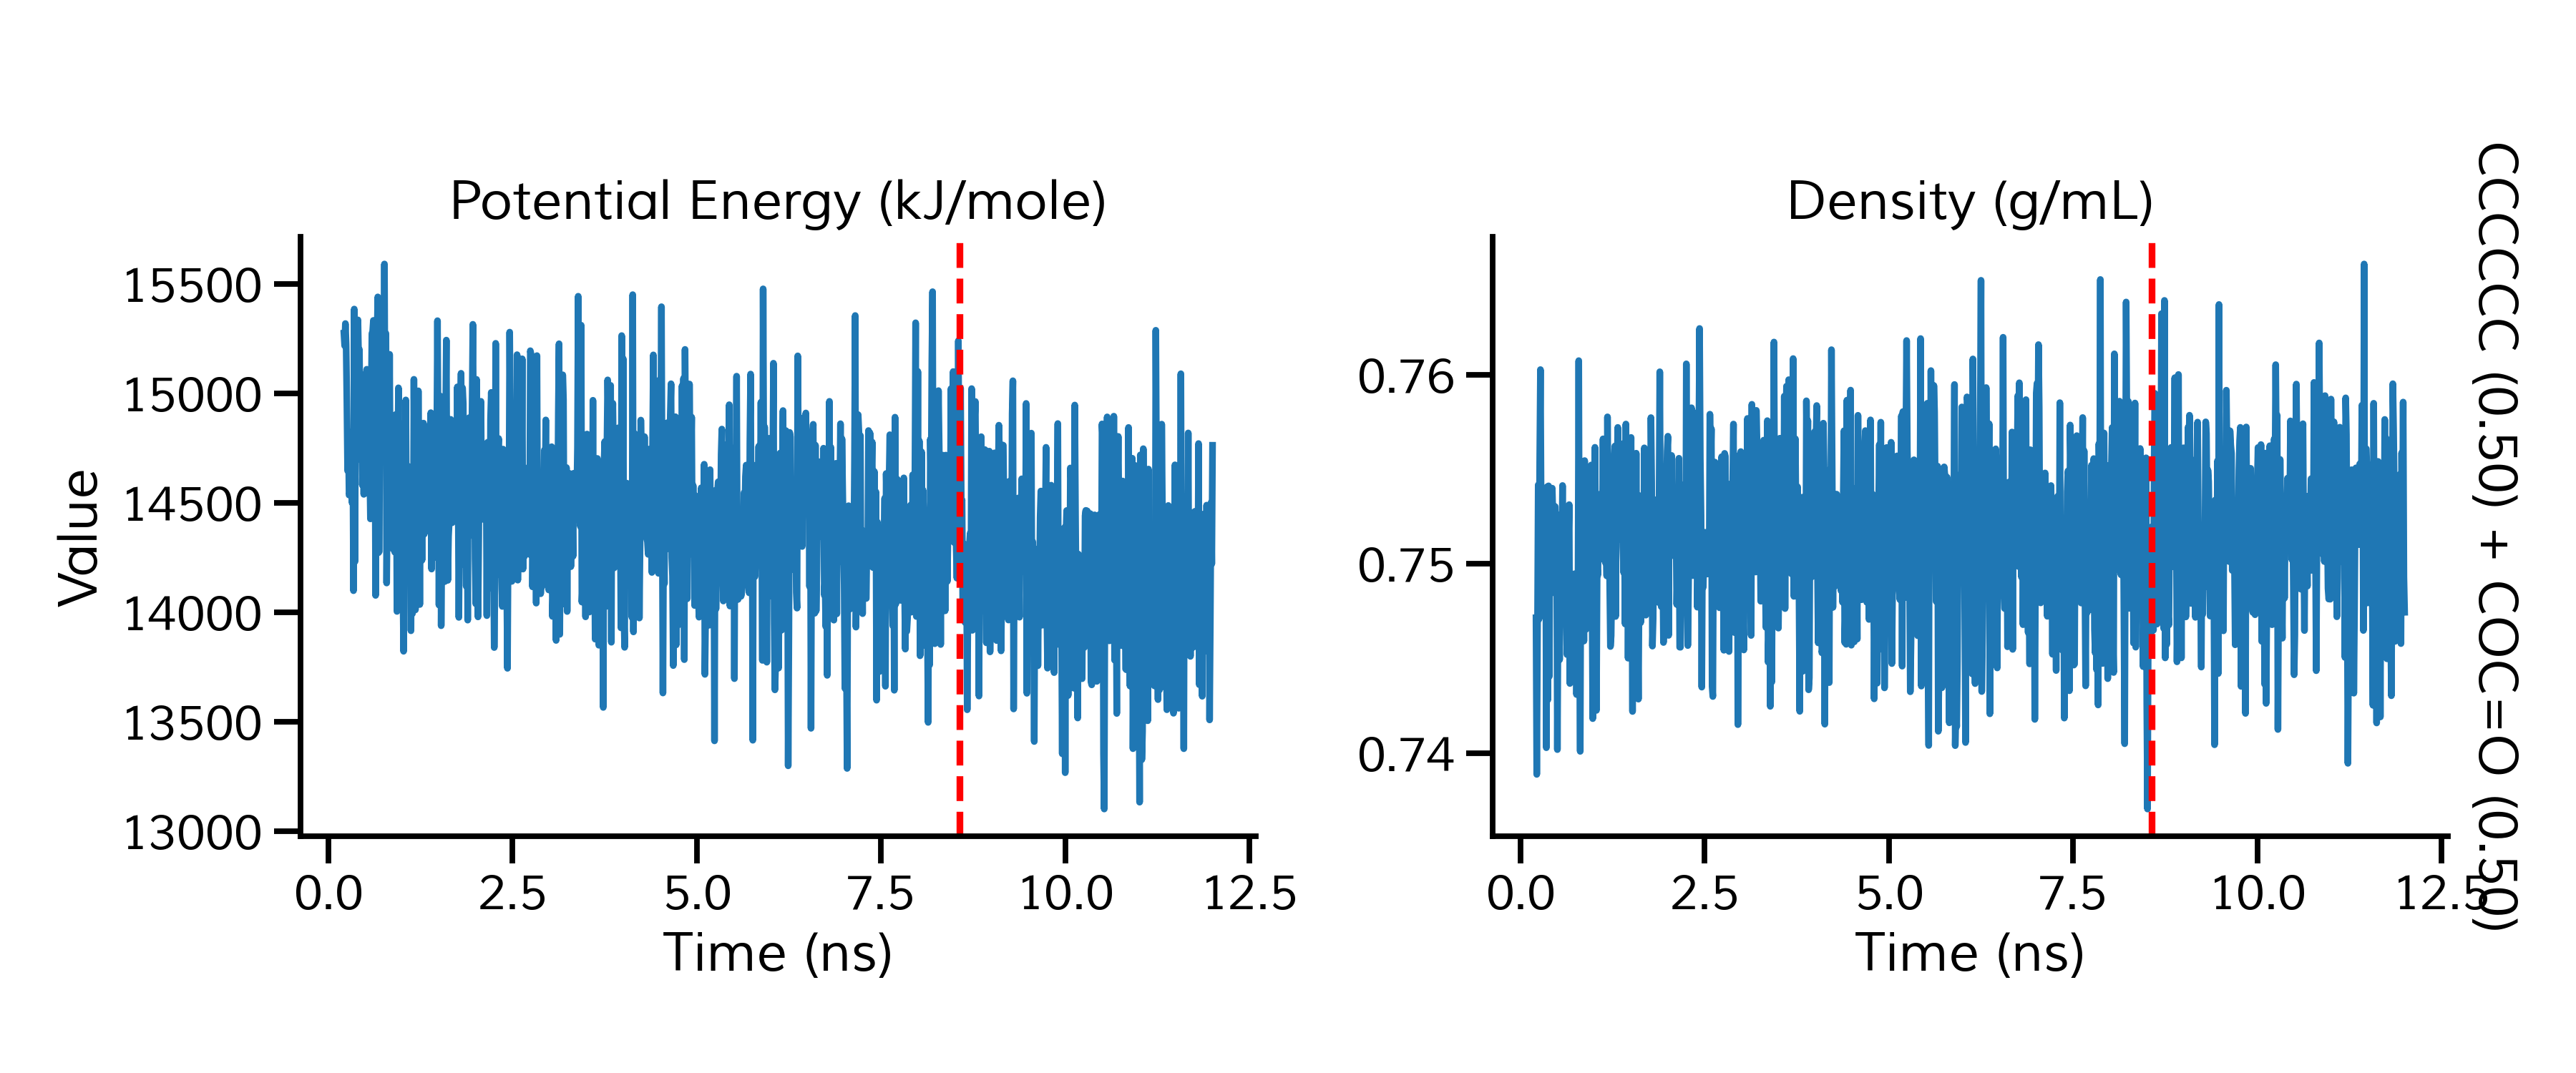 Potential Energy (kJ/mole)
Value
15500
15000
14500
14000
13500
13000
0.0 2.5 5.0 7.5 10.0 12.5
Time (ns)
Density (g/mL)
0.76
0.75
0.74
0.0 2.5 5.0 7.5 10.0 12.5
Time (ns)
CCCCCCCC (0.50) + COC=O (0.50))